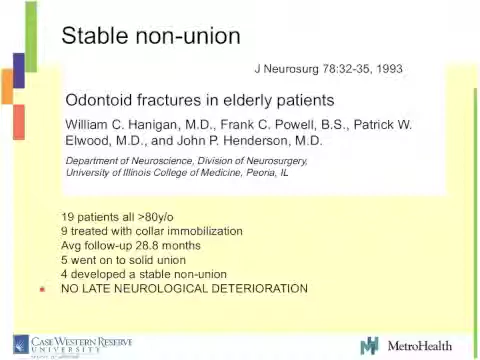 Stable non-union
J Neurosurg 78:32-35, 1993
Odontoid fractures in elderly patients
William C. Hanigan, M.D., Frank C. Powell, B.S., Patrick W.
Elwood, M.D., and John P. Henderson, M.D.
Department of Neuroscience, Division of Neurosurgery,
University of Illinois College of Medicine, Peoria, IL
19 patients all >80y/o
9 treated with collar immobilization
Avg follow-up 28.8 months
5 went on to solid union
4 developed a stable non-union
NO LATE NEUROLOGICAL DETERIORATION
CASE WESTERN RESERVE
UNIVERSITY
MetroHealth